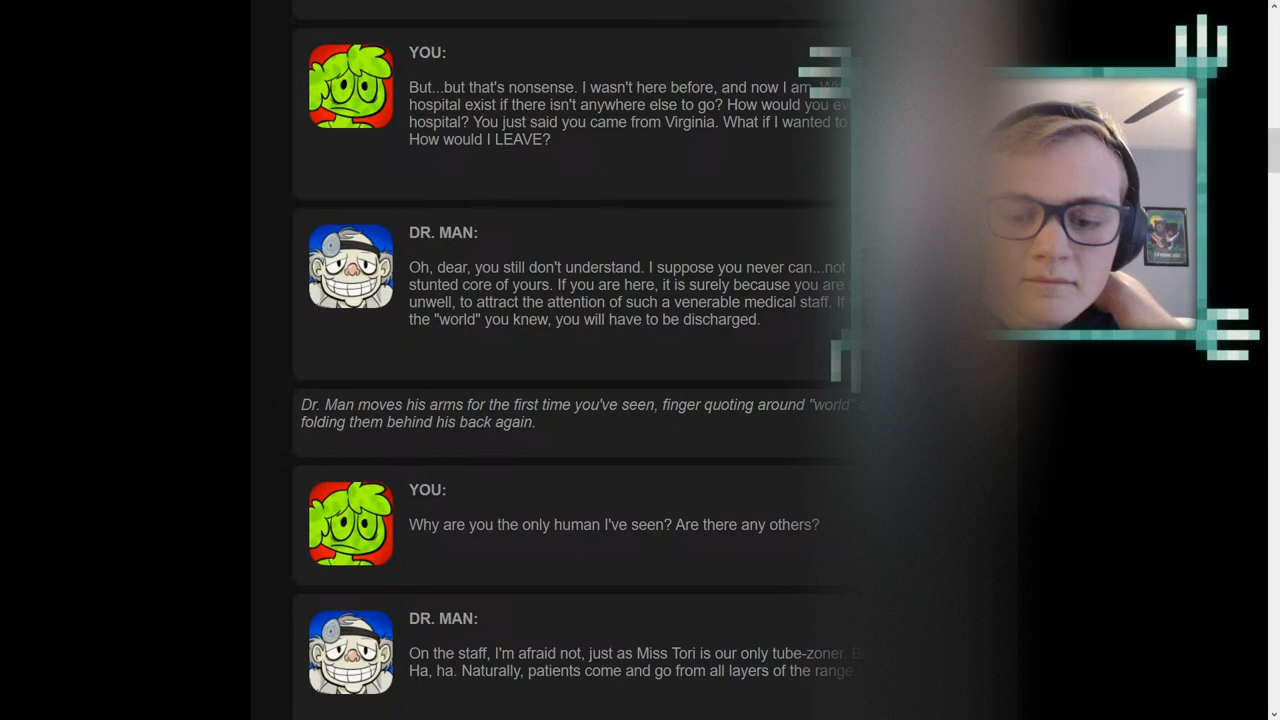 YOU:
But...but that's nonsense. I wasn't here before, and now I am.
hospital exist if there isn't anywhere else to go? How would you
hospital? You just said you came from Virginia. What if I wanted to
How would I LEAVE?
DR. MAN:
Oh, dear, you still don't understand. I suppose you never can...not
stunted core of yours. If you are here, it is surely because you are
unwell, to attract the attention of such a venerable medical staff. If
the "world" you knew, you will have to be discharged.
Dr. Man moves his arms for the first time you've seen, finger quoting around "world"
folding them behind his back again.
YOU:
Why are you the only human I've seen? Are there any others?
DR. MAN:
On the staff, I'm afraid not, just as Miss Tori is our only tube-zoner.
Ha, ha. Naturally, patients come and go from all layers of the range.